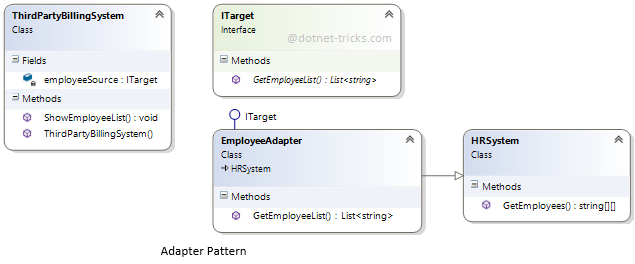 ThirdPartyBillingSystem
Class
Fields
employeeSource : ITarget
Methods
ShowEmployeeList() : void
ThirdPartyBillingSystem()
ITarget
Interface
@dotnet-tricks.com
Methods
GetEmployeeList() : List<string>
ITarget
EmployeeAdapter
Class
HRSystem
Methods
GetEmployeeList() : List<string>
HRSystem
Class
Methods
GetEmployees() : string[][]
Adapter Pattern